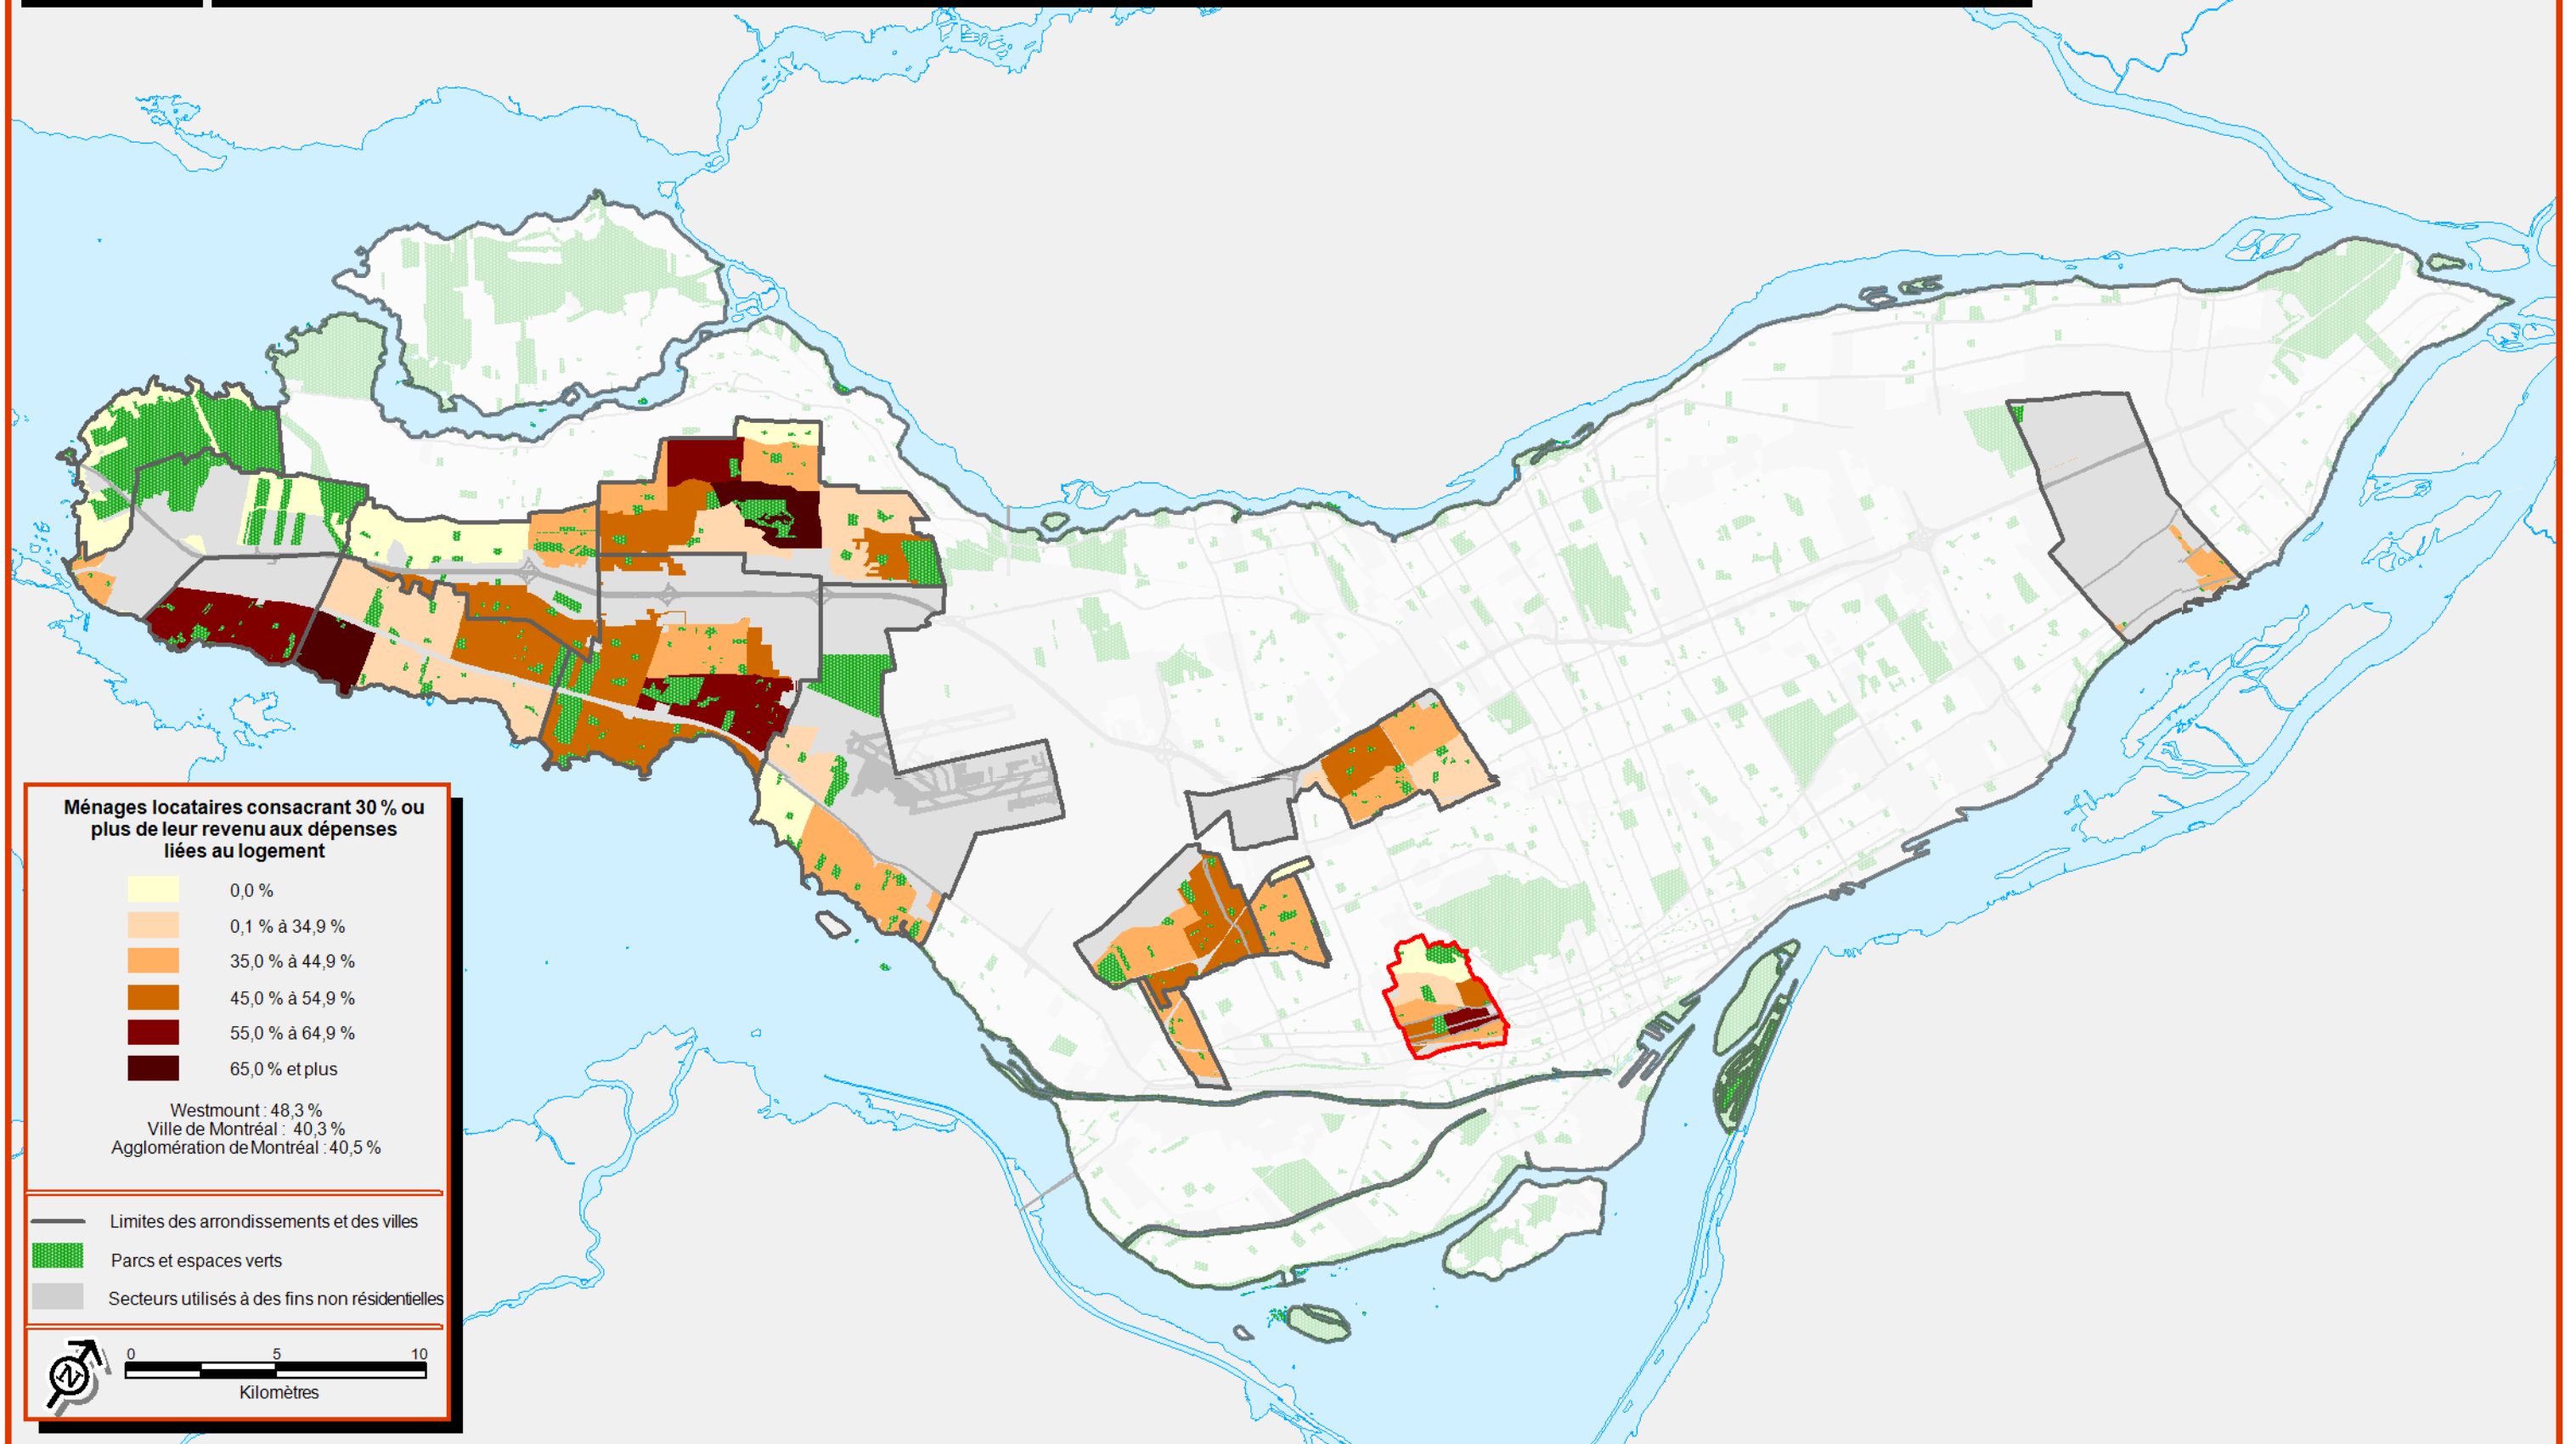 Ménages locataires consacrant 30 % ou
plus de leur revenu aux dépenses
liées au logement
0,0 %
0,1 % à 34,9 %
35,0 % à 44,9 %
45,0 % à 54,9 %
55,0 % à 64,9 %
65,0 % et plus
Westmount : 48,3 %
Ville de Montréal : 40,3 %
Agglomération de Montréal : 40,5 %
Limites des arrondissements et des villes
Parcs et espaces verts
Secteurs utilisés à des fins non résidentielles
N
0 5 10
Kilomètres